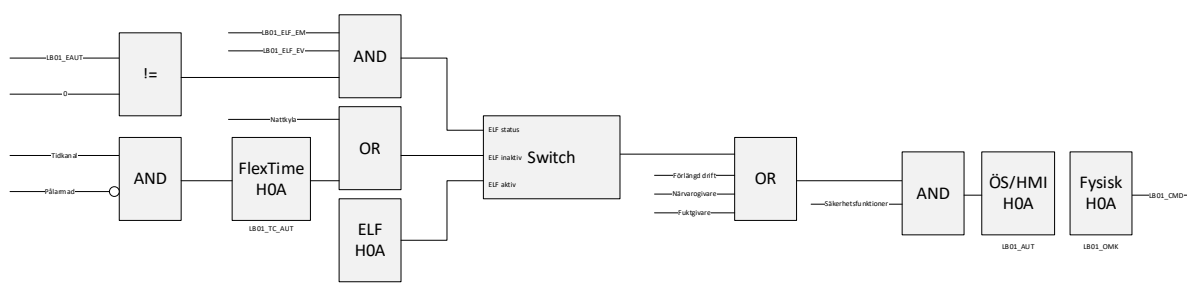 LB01_EAUT
0
!=
LB01_ELF_EM
LB01_ELF_EV
AND
Tidkanal
Pålarmad
AND
FlexTime
H0A
LB01_TC_AUT
Nattkyla
OR
ELF
H0A
ELF status
ELF inaktiv
ELF aktiv
Switch
Förlängd drift
Närvarogivare
Fuktgivare
OR
Säkerhetsfunktioner
AND
ÖS/HMI
H0A
LB01_AUT
Fysisk
H0A
LB01_OMK
LB01_CMD